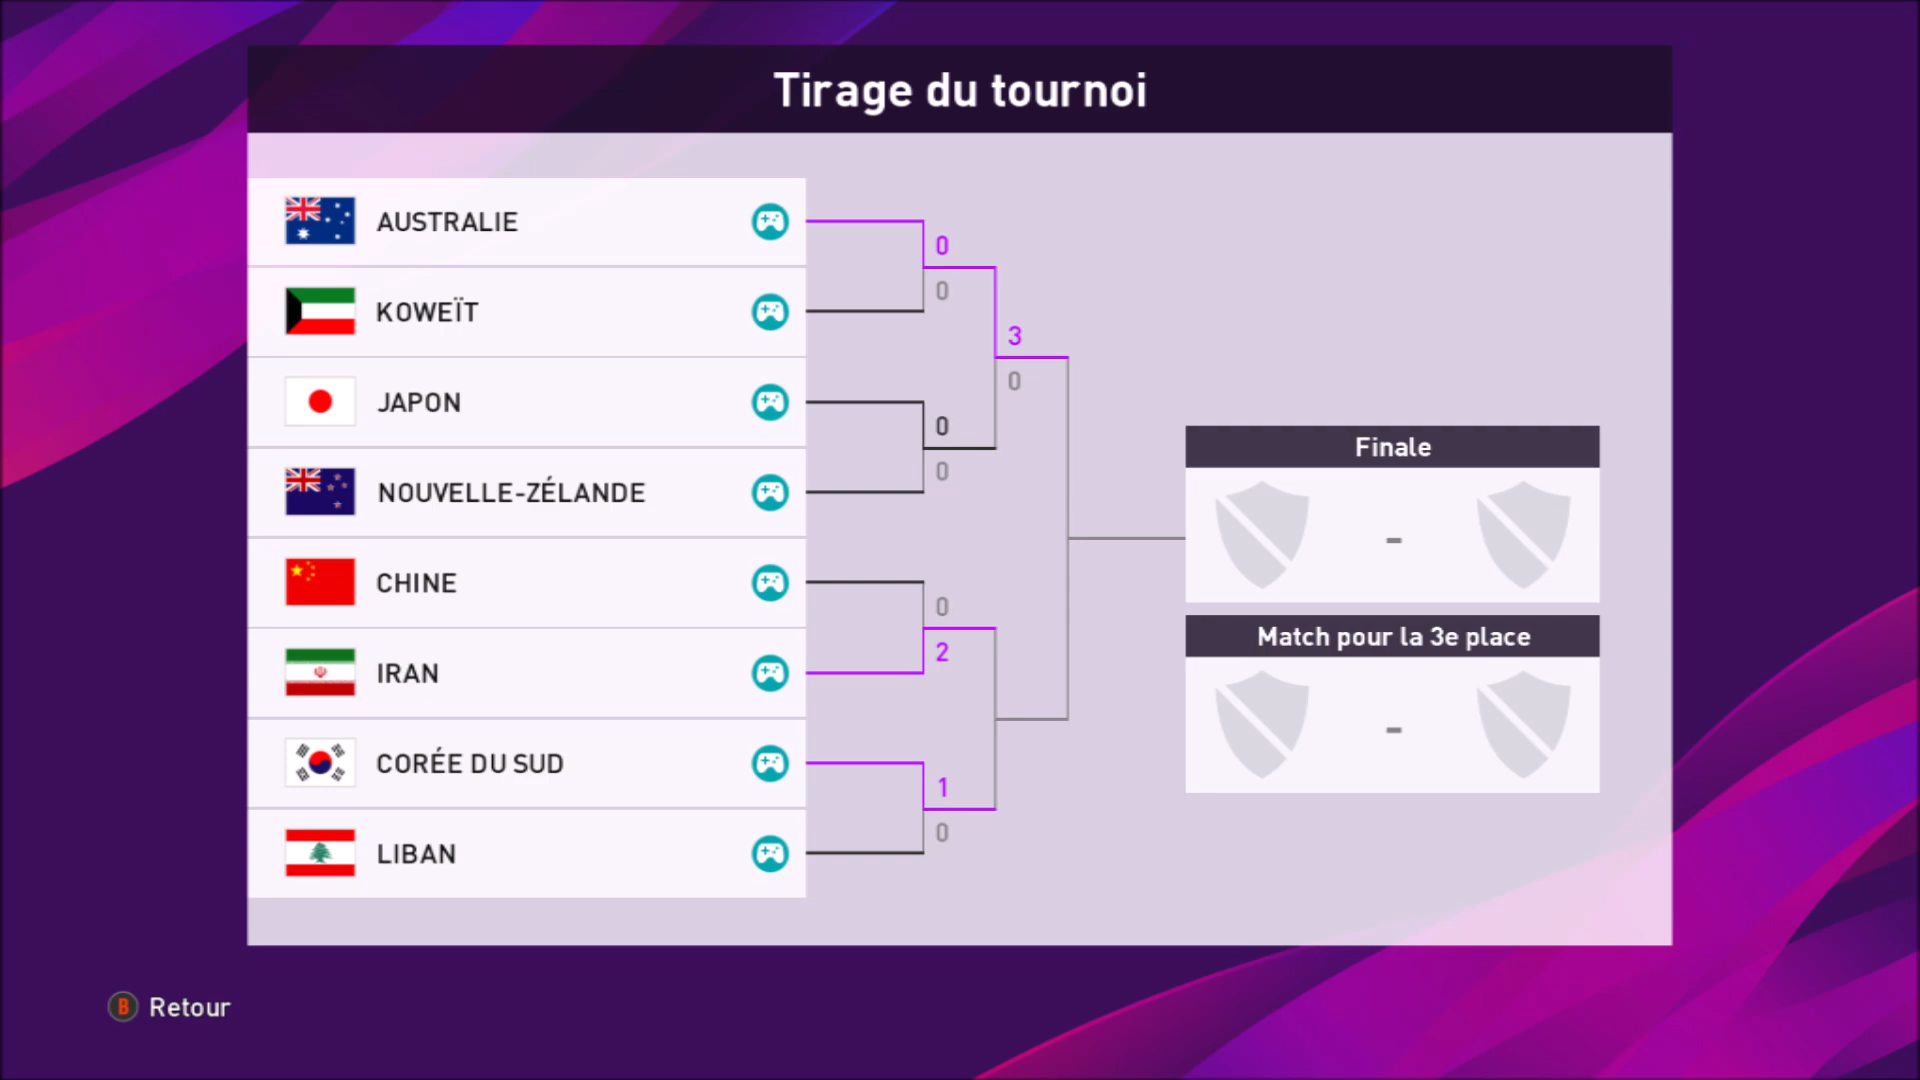 Tirage du tournoi
AUSTRALIE
0
0
KOWEÏT
3
0
JAPON
0
0
NOUVELLE-ZÉLANDE
CHINE
0
2
IRAN
CORÉE DU SUD
1
0
LIBAN
Finale
-
Match pour la 3e place
-
B Retour